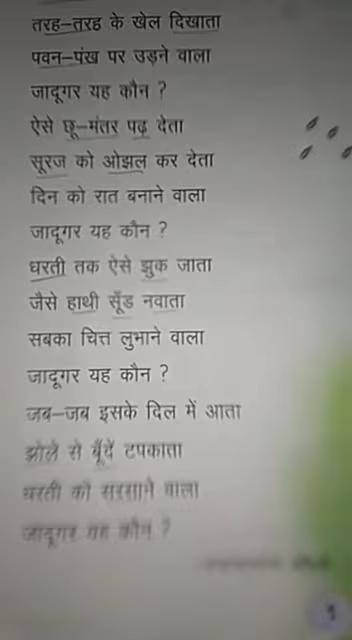 तरह-तरह के खेल दिखाता
पवन-पंख पर उड़ने वाला
जादूगर यह कौन ?
ऐसे छू-मंतर पढ़ देता
सूरज को ओझल कर देता
दिन को रात बनाने वाला
जादूगर यह कौन ?
धरती तक ऐसे झुक जाता
जैसे हाथी सूँड नवाता
सबका चित्त लुभाने वाला
जादूगर यह कौन ?
जब-जब इसके दिल में आता
झोले से बूँदें टपकाता
धरती को सरसाने वाला
जादूगर यह कौन ?